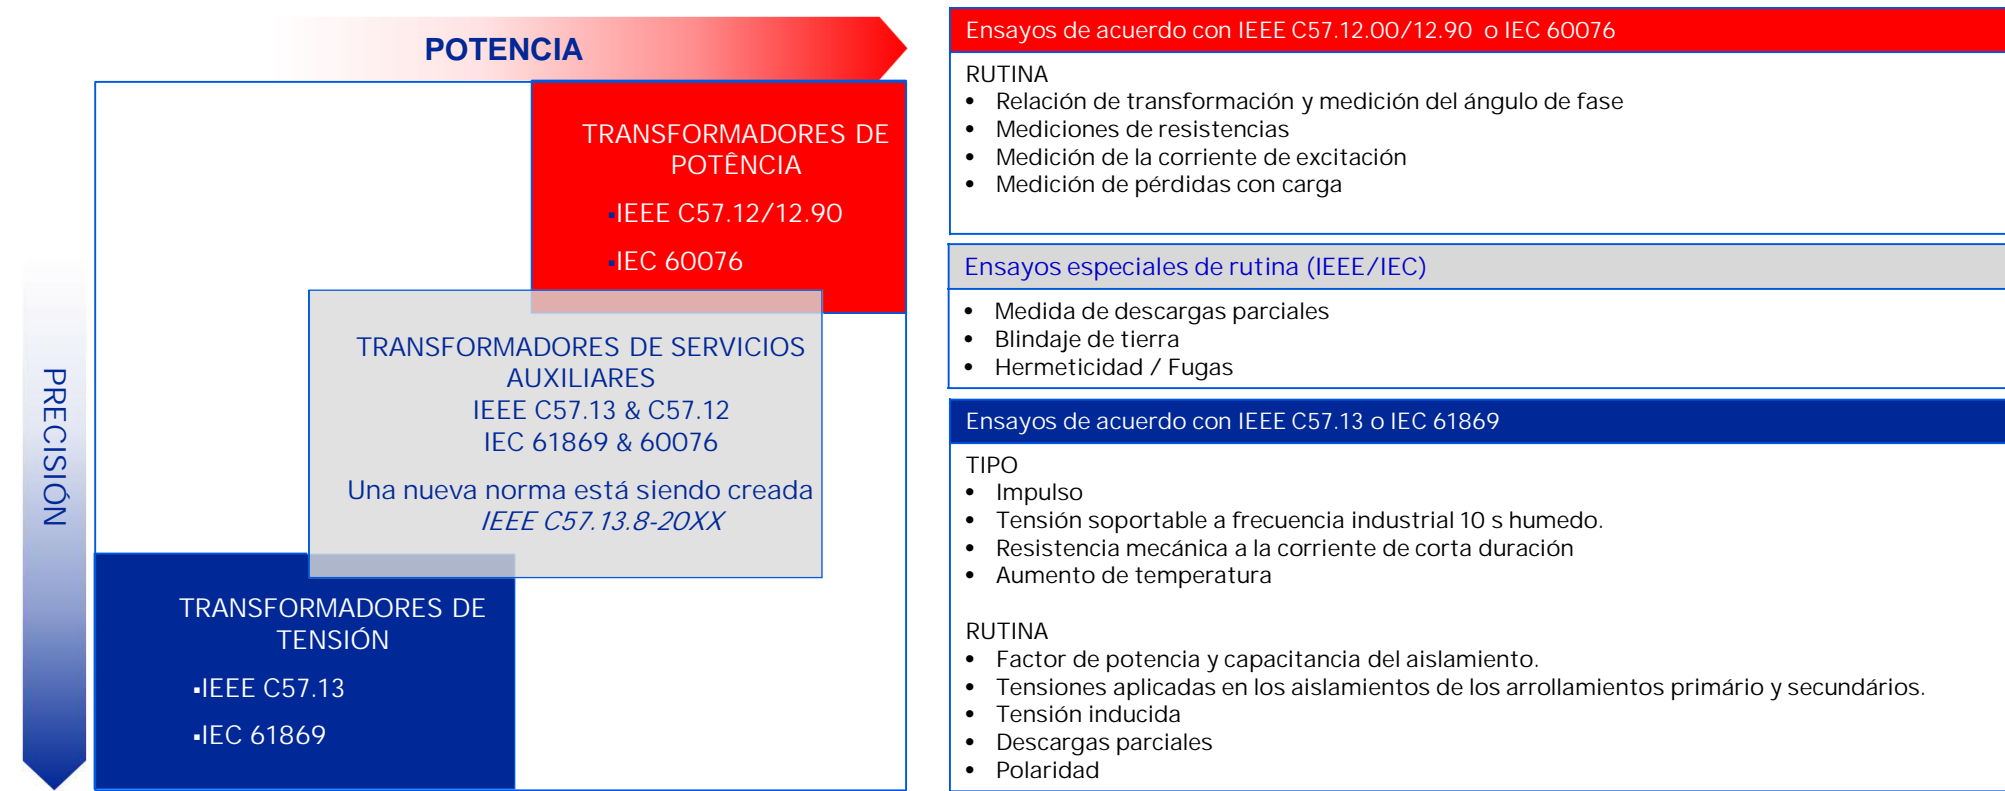 POTENCIA
TRANSFORMADORES DE
POTÊNCIA
▪IEEE C57.12/12.90
▪IEC 60076
PRECISIÓN
TRANSFORMADORES DE SERVICIOS
AUXILIARES
IEEE C57.13 & C57.12
IEC 61869 & 60076
Una nueva norma está siendo creada
IEEE C57.13.8-20XX
TRANSFORMADORES DE
TENSIÓN
▪IEEE C57.13
▪IEC 61869
Ensayos de acuerdo con IEEE C57.12.00/12.90 o IEC 60076
RUTINA
• Relación de transformación y medición del ángulo de fase
• Mediciones de resistencias
• Medición de la corriente de excitación
• Medición de pérdidas con carga
Ensayos especiales de rutina (IEEE/IEC)
• Medida de descargas parciales
• Blindaje de tierra
• Hermeticidad / Fugas
Ensayos de acuerdo con IEEE C57.13 o IEC 61869
TIPO
• Impulso
• Tensión soportable a frecuencia industrial 10 s humedo.
• Resistencia mecánica a la corriente de corta duración
• Aumento de temperatura
RUTINA
• Factor de potencia y capacitancia del aislamiento.
• Tensiones aplicadas en los aislamientos de los arrollamientos primário y secundários.
• Tensión inducida
• Descargas parciales
• Polaridad